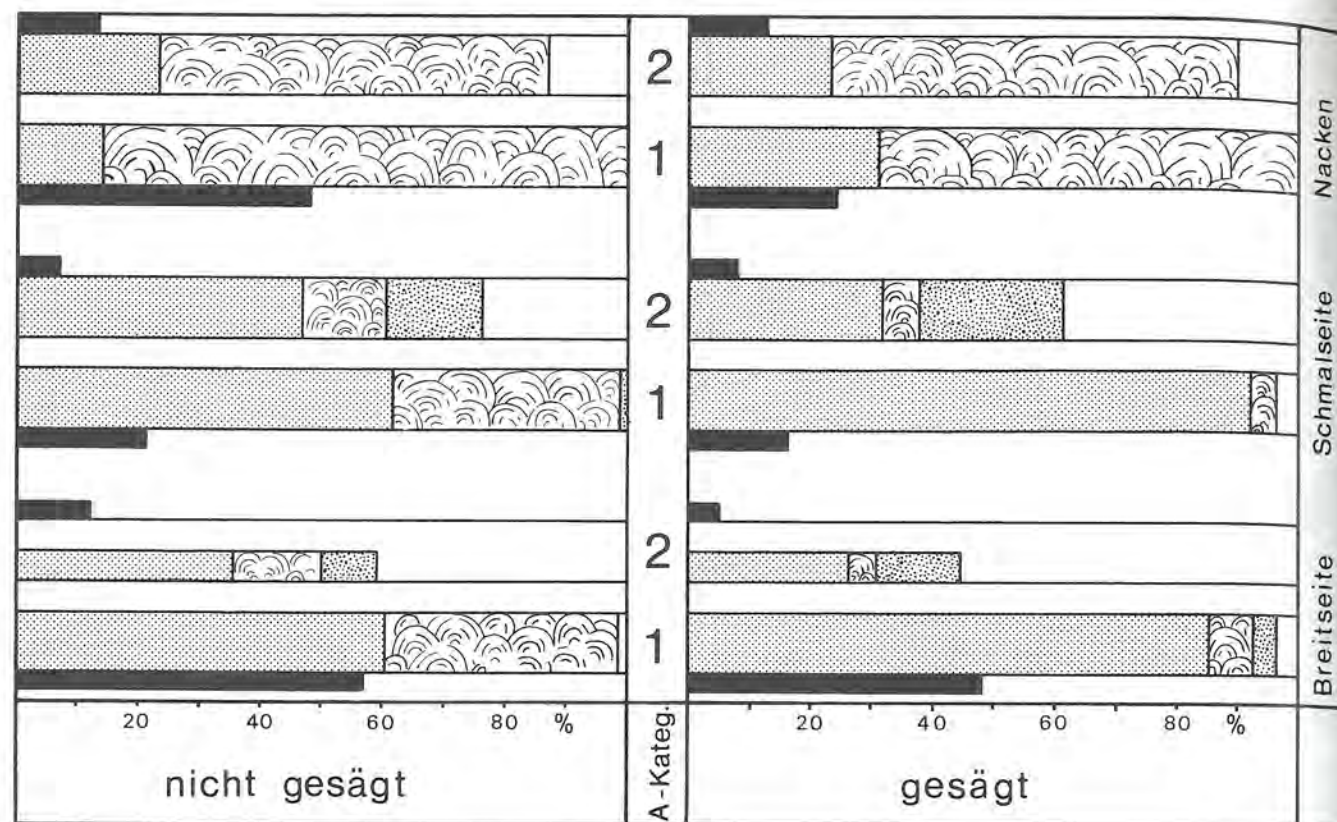 2
1
2
1
2
1
Nacken
Schmalseite
Breitseite
20 40 60 80 %
A-Kateg.
20 40 60 80 %
nicht gesägt
gesägt